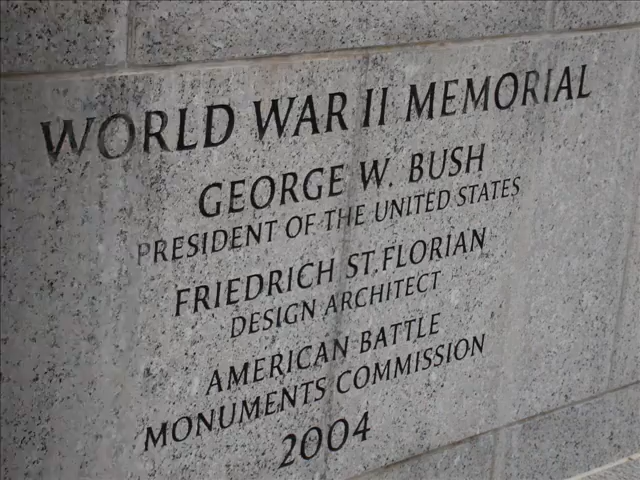 WORLD WAR II MEMORIAL
GEORGE W. BUSH
PRESIDENT OF THE UNITED STATES
FRIEDRICH ST.FLORIAN
DESIGN ARCHITECT
AMERICAN BATTLE
MONUMENTS COMMISSION
2004